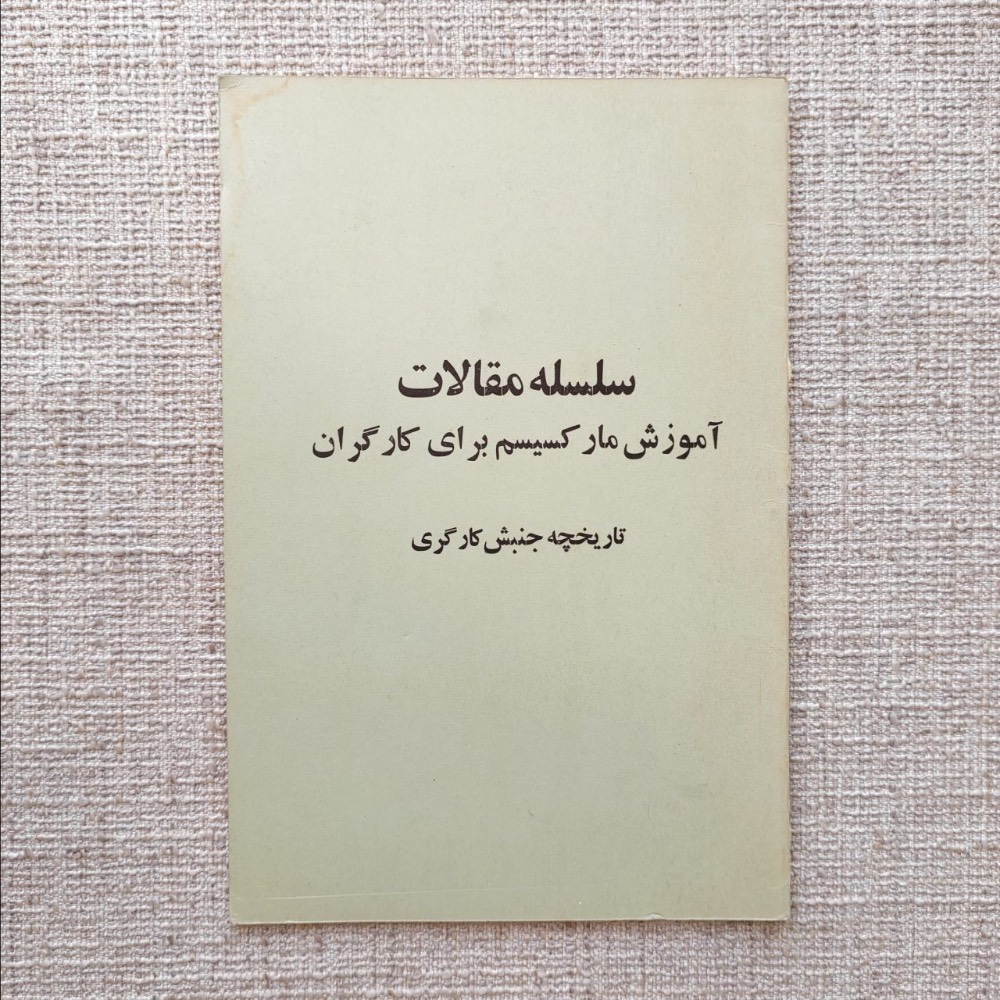 سلسله مقالات
آموزش مارکسیسم برای کارگران
تاریخچه جنبش کارگری